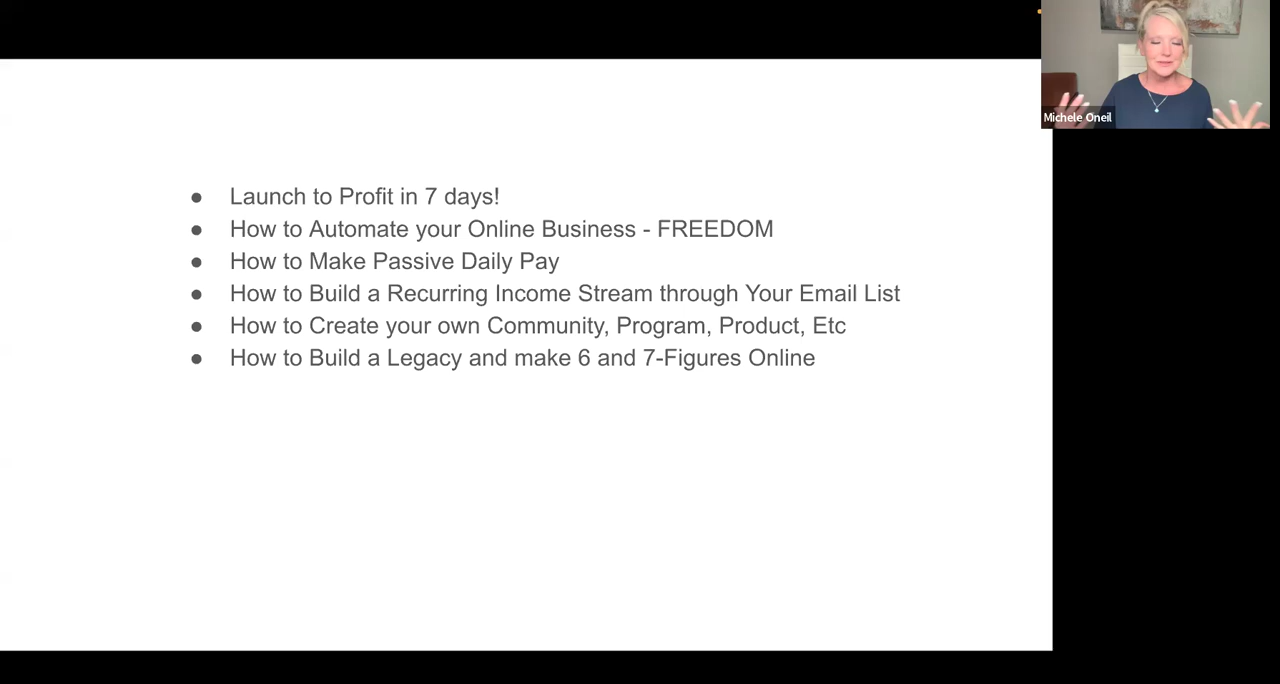 Michele Oneil
● Launch to Profit in 7 days!
● How to Automate your Online Business - FREEDOM
● How to Make Passive Daily Pay
● How to Build a Recurring Income Stream through Your Email List
● How to Create your own Community, Program, Product, Etc
● How to Build a Legacy and make 6 and 7-Figures Online